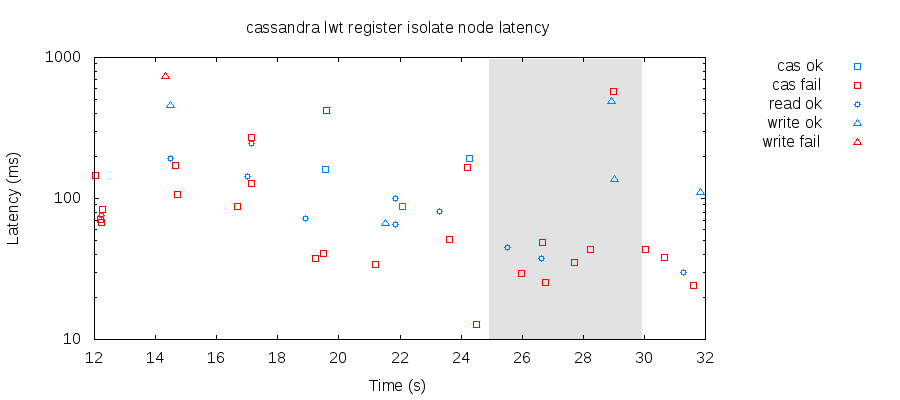 cassandra lwt register isolate node latency
1000
100
10
Latency (ms)
12 14 16 18 20 22 24 26 28 30 32
Time (s)
cas ok
cas fail
read ok
write ok
write fail